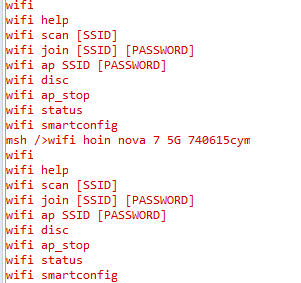 wifi
wifi help
wifi scan [SSID]
wifi join [SSID] [PASSWORD]
wifi ap SSID [PASSWORD]
wifi disc
wifi ap_stop
wifi status
wifi smartconfig
msh />wifi hoin nova 7 5G 740615cym
wifi
wifi help
wifi scan [SSID]
wifi join [SSID] [PASSWORD]
wifi ap SSID [PASSWORD]
wifi disc
wifi ap_stop
wifi status
wifi smartconfig